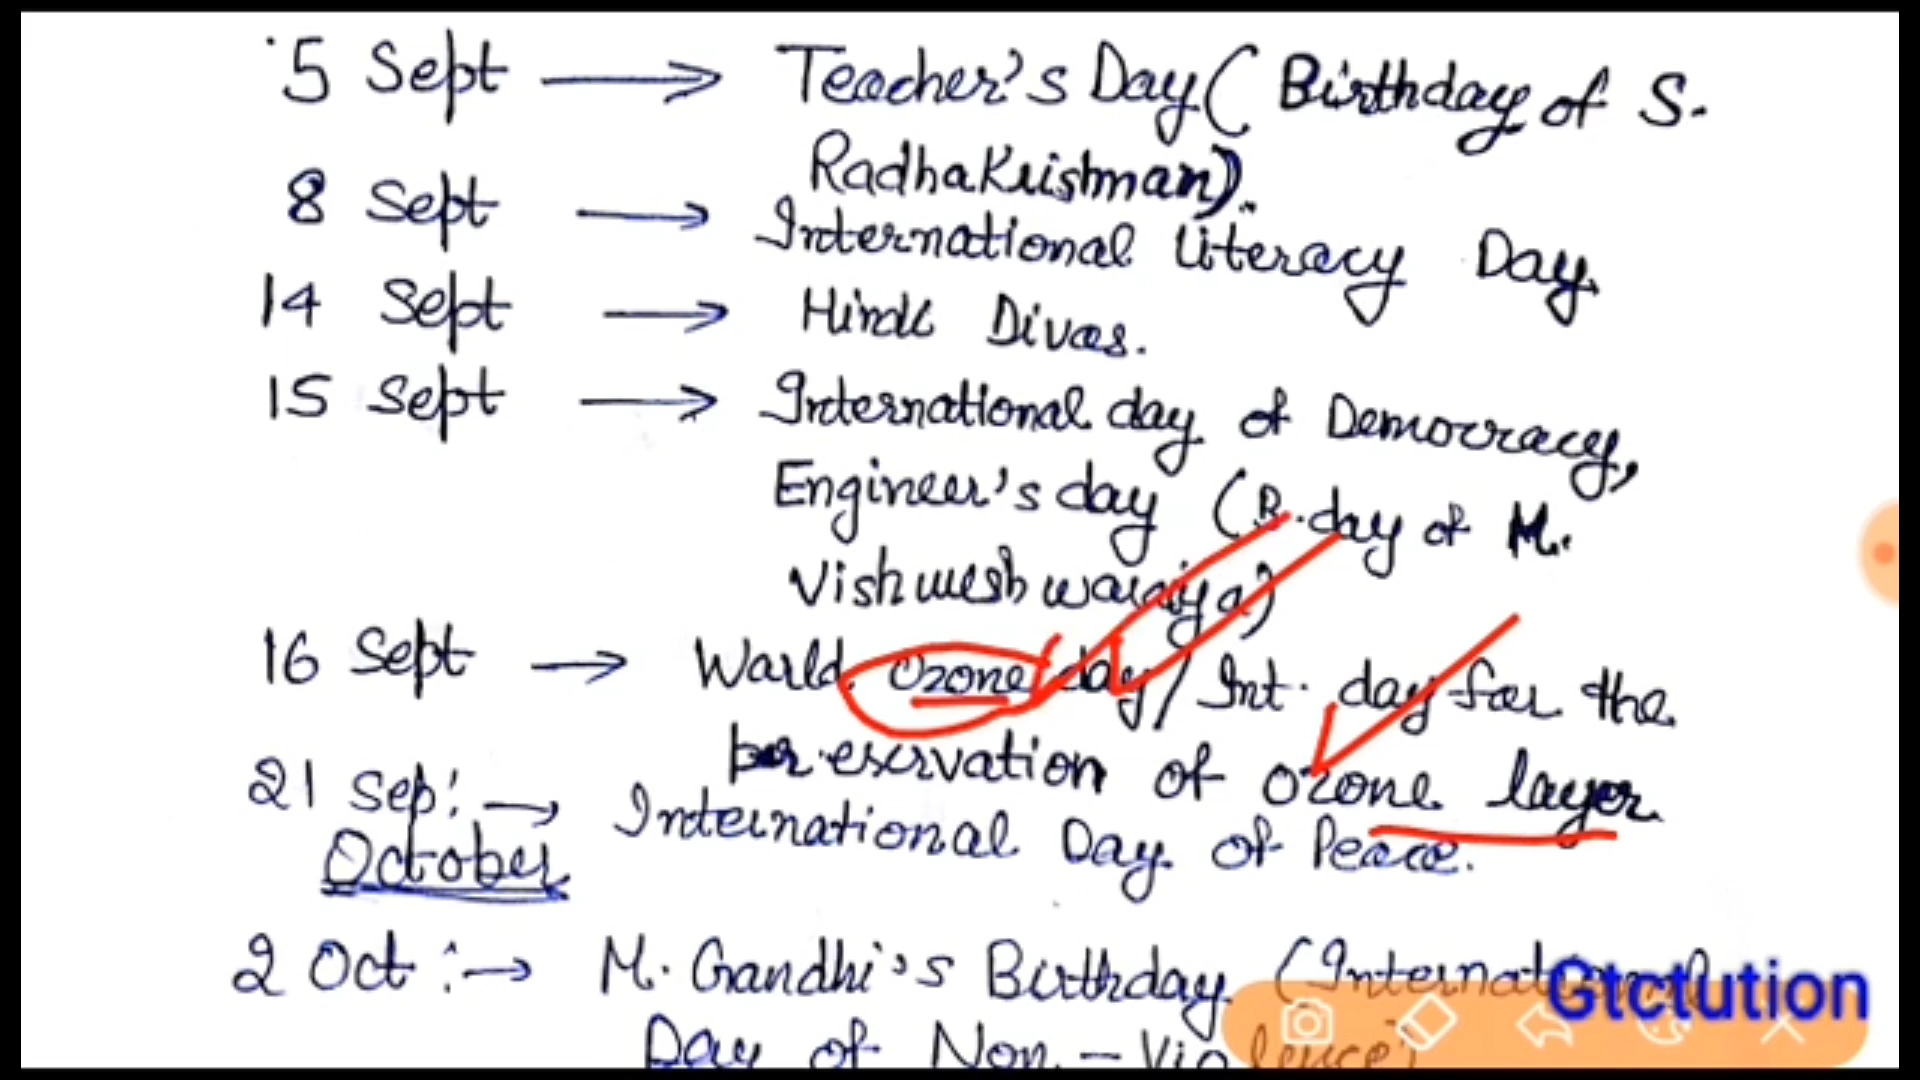 5 Sept → Teacher's Day ( Birthday of S.
RadhaKrishnan).
8 Sept → International Literacy Day.
14 Sept → Hindi Divas.
15 Sept → International day of Democracy,
Engineer's day (B.day of M.
Vishweshwaraiya)
16 Sept → World Ozone day / Int. day for the
preservation of ozone layer.
21 Sep:→ International Day of Peace.
October
2 Oct :→ M. Gandhi's Birthday (International
Day of Non-Violence)
Gtctution